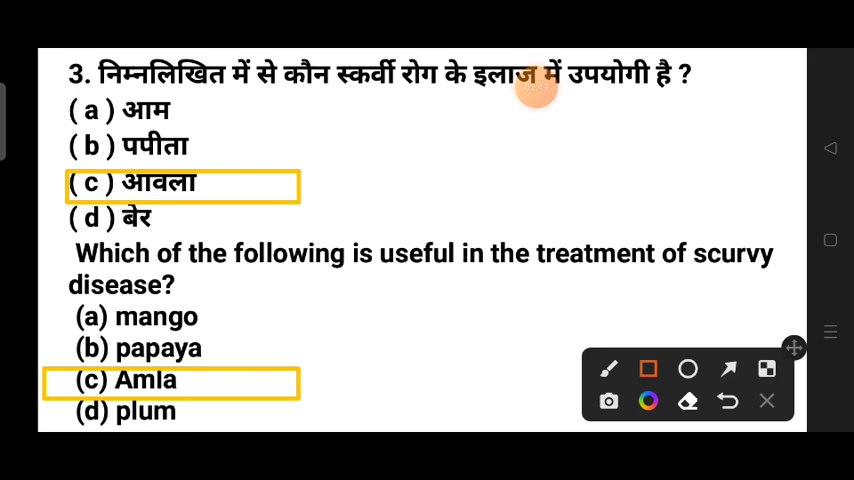 3. निम्नलिखित में से कौन स्कर्वी रोग के इलाज में उपयोगी है ?
( a ) आम
( b ) पपीता
( c ) आवला
( d ) बेर
Which of the following is useful in the treatment of scurvy
disease?
(a) mango
(b) papaya
(c) Amla
(d) plum